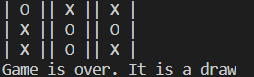 | O || X || X |
| X || O || O |
| X || O || X |
Game is over. It is a draw